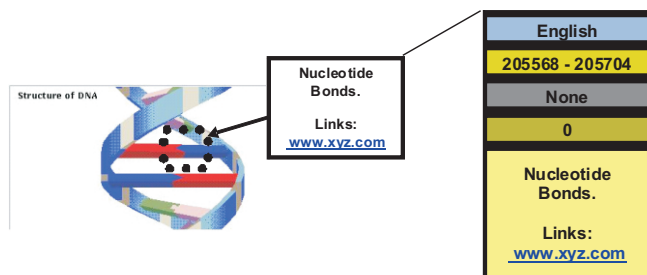 Structure of DNA
Nucleotide
Bonds.
Links:
www.xyz.com
English
205568 - 205704
None
0
Nucleotide
Bonds.
Links:
www.xyz.com